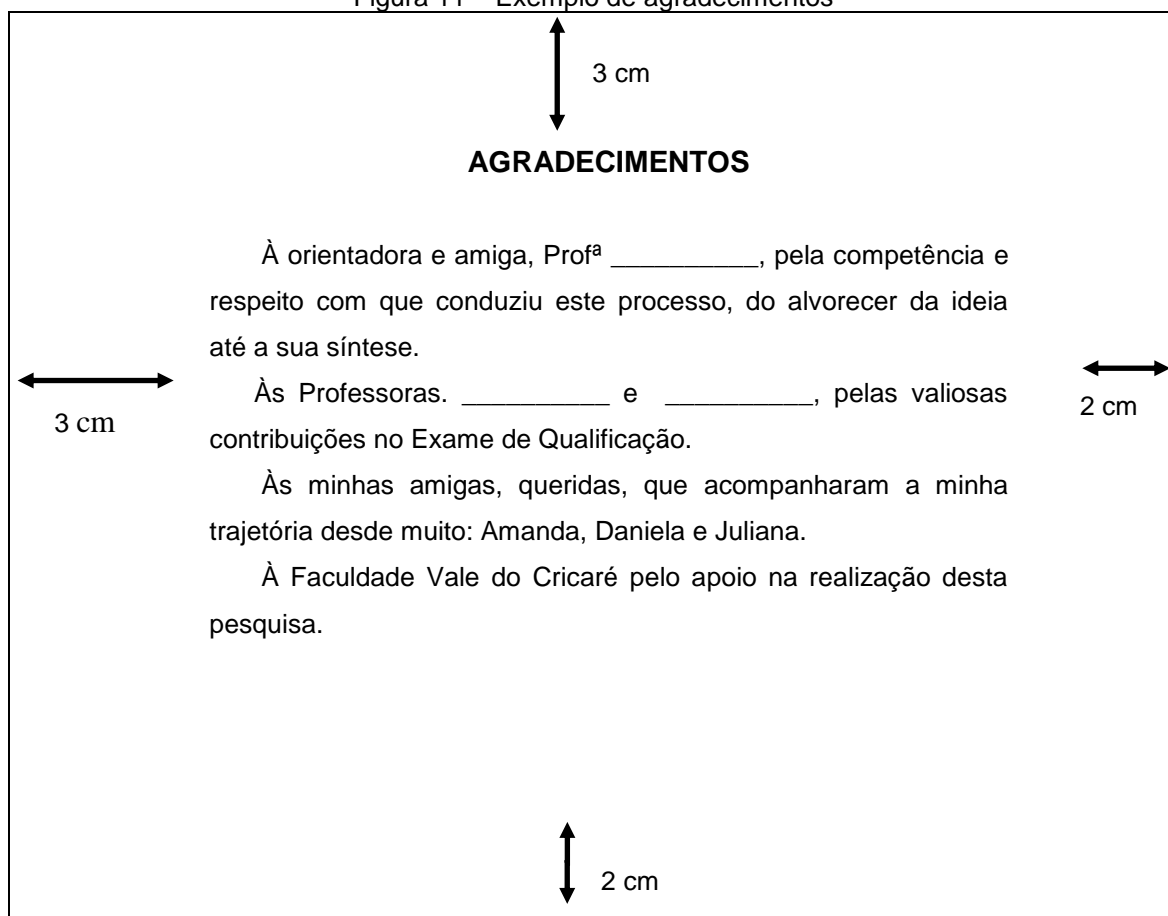 Figura 11 – Exemplo de agradecimentos
3 cm
AGRADECIMENTOS
À orientadora e amiga, Profª __________, pela competência e
respeito com que conduziu este processo, do alvorecer da ideia
até a sua síntese.
Às Professoras. __________ e __________, pelas valiosas
contribuições no Exame de Qualificação.
Às minhas amigas, queridas, que acompanharam a minha
trajetória desde muito: Amanda, Daniela e Juliana.
À Faculdade Vale do Cricaré pelo apoio na realização desta
pesquisa.
3 cm
2 cm
2 cm